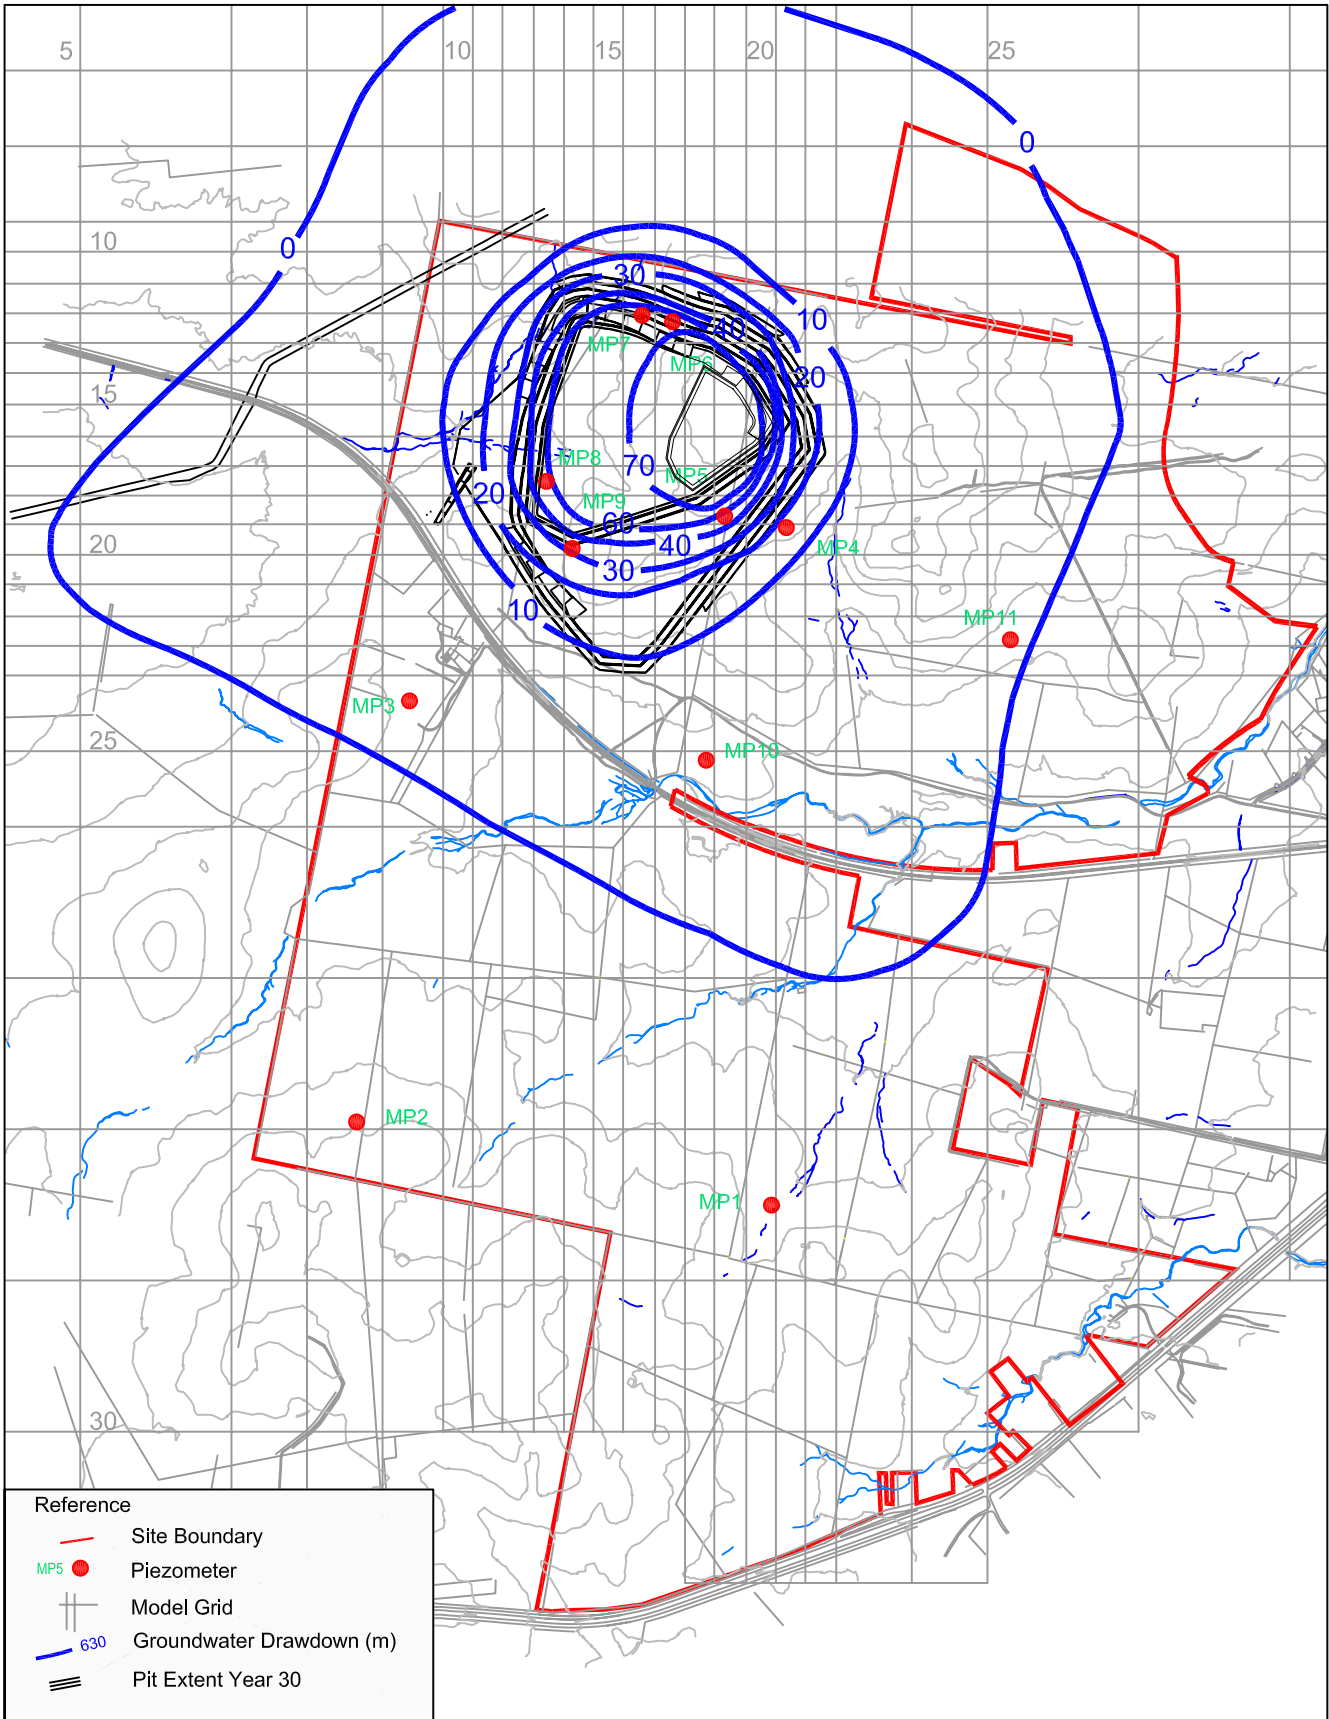 5
10
15
20
25
0
10
0
30
10
40
MP7
MP6
20
15
MP8
70
MP5
20
MP9
60
20
40
MP4
30
10
MP11
MP3
25
MP10
MP2
MP1
30
Reference
Site Boundary
MP5 Piezometer
Model Grid
630 Groundwater Drawdown (m)
Pit Extent Year 30